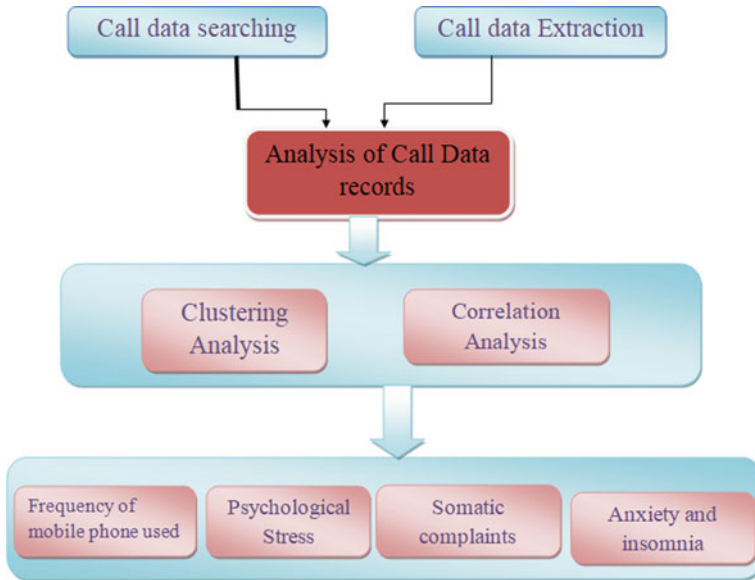 Call data searching
Call data Extraction
Analysis of Call Data
records
Clustering
Analysis
Correlation
Analysis
Frequency of
mobile phone used
Psychological
Stress
Somatic
complaints
Anxiety and
insomnia